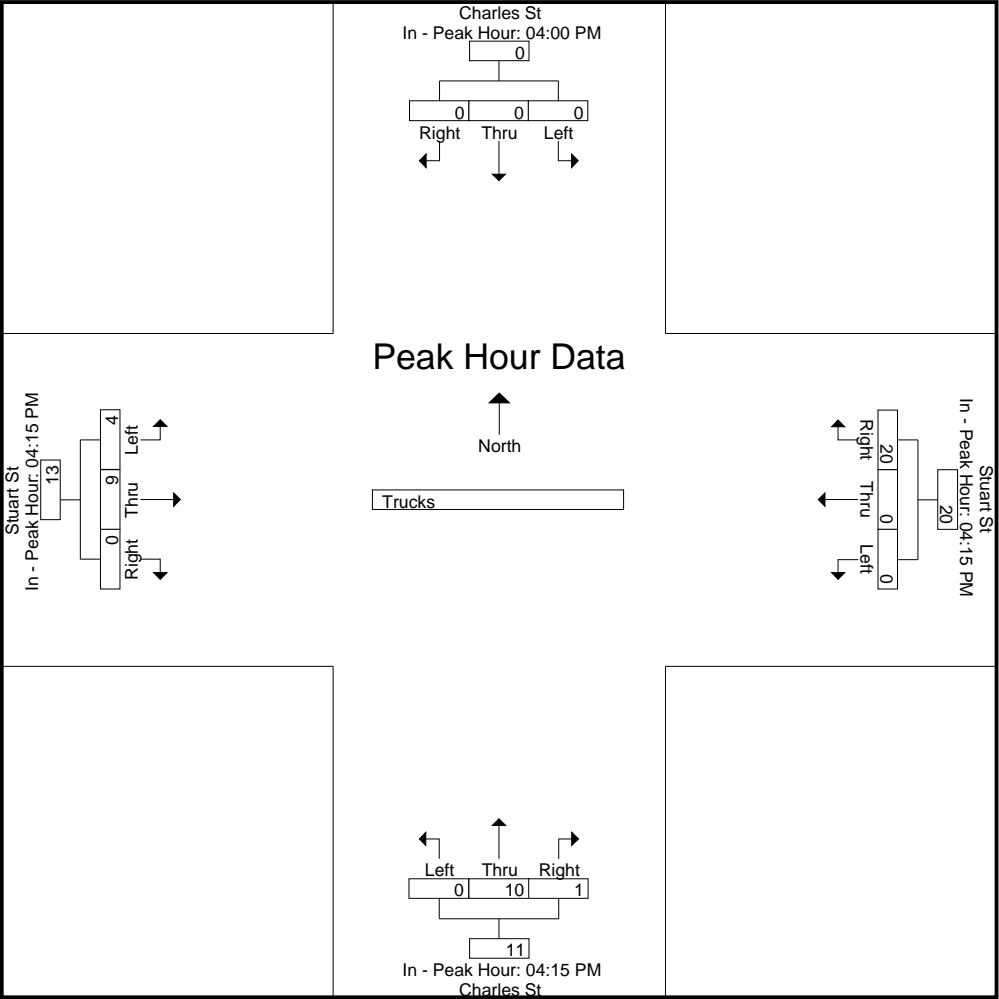 Charles St
In - Peak Hour: 04:00 PM
0
0 0 0
Right Thru Left
Peak Hour Data
North
Trucks
Stuart St
In - Peak Hour: 04:15 PM
13
4 9 0
Left Thru Right
Stuart St
In - Peak Hour: 04:15 PM
20
20 0 0
Right Thru Left
Left Thru Right
0 10 1
11
In - Peak Hour: 04:15 PM
Charles St